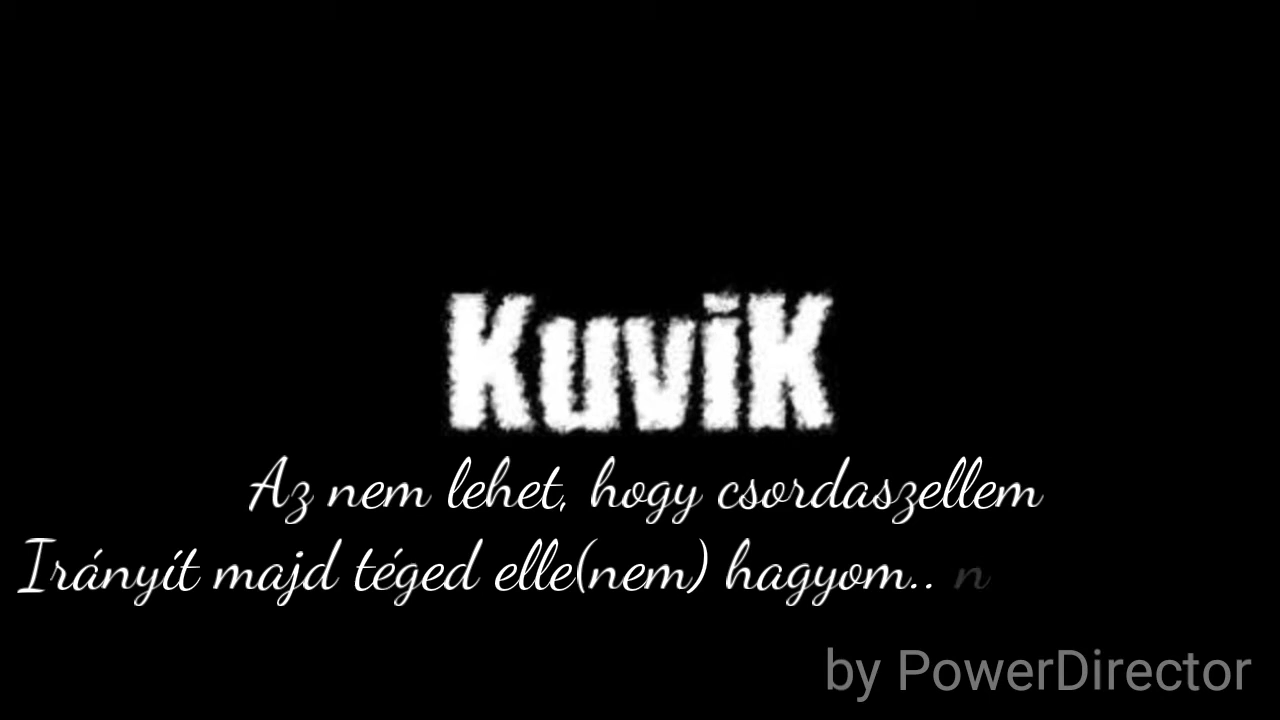 KuviK
Az nem lehet, hogy csordaszellem
Irányít majd téged elle(nem) hagyom.. n
by PowerDirector